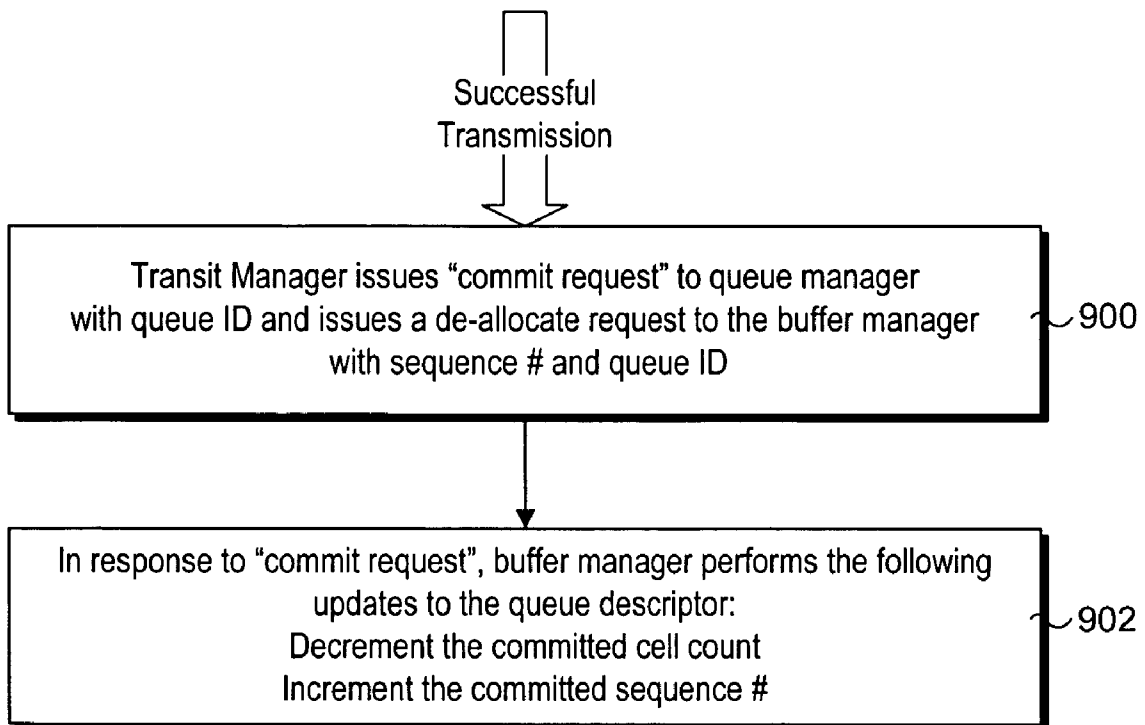 Successful
Transmission
Transit Manager issues “commit request” to queue manager
with queue ID and issues a de-allocate request to the buffer manager
with sequence # and queue ID
900
In response to “commit request”, buffer manager performs the following
updates to the queue descriptor:
Decrement the committed cell count
Increment the committed sequence #
902